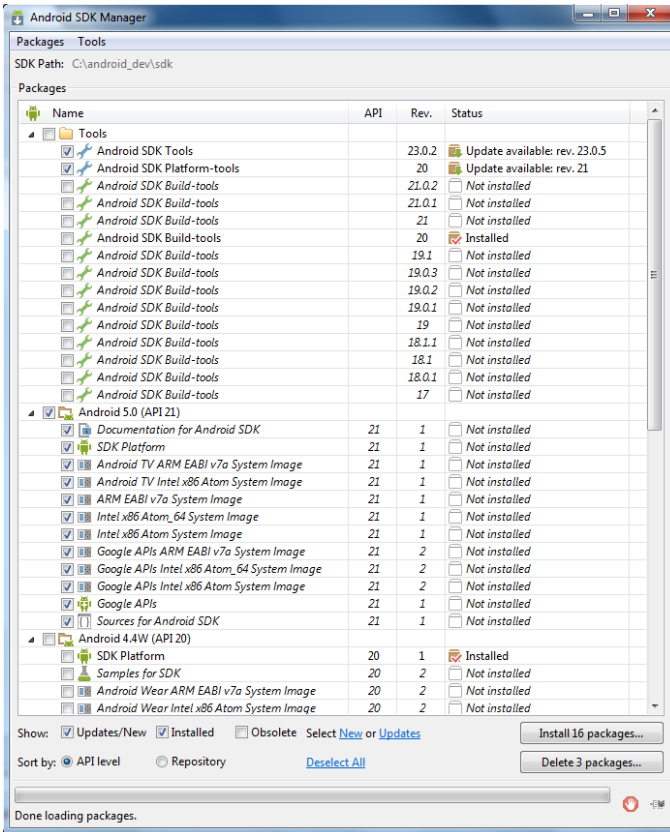 Android SDK Manager
Packages Tools
SDK Path: C:\android_dev\sdk
Packages
Name API Rev. Status
Tools
Android SDK Tools 23.0.2 Update available: rev. 23.0.5
Android SDK Platform-tools 20 Update available: rev. 21
Android SDK Build-tools 21.0.2 Not installed
Android SDK Build-tools 21.0.1 Not installed
Android SDK Build-tools 21 Not installed
Android SDK Build-tools 20 Installed
Android SDK Build-tools 19.1 Not installed
Android SDK Build-tools 19.0.3 Not installed
Android SDK Build-tools 19.0.2 Not installed
Android SDK Build-tools 19.0.1 Not installed
Android SDK Build-tools 19 Not installed
Android SDK Build-tools 18.1.1 Not installed
Android SDK Build-tools 18.1 Not installed
Android SDK Build-tools 18.0.1 Not installed
Android SDK Build-tools 17 Not installed
Android 5.0 (API 21)
Documentation for Android SDK 21 1 Not installed
SDK Platform 21 1 Not installed
Android TV ARM EABI v7a System Image 21 1 Not installed
Android TV Intel x86 Atom System Image 21 1 Not installed
ARM EABI v7a System Image 21 1 Not installed
Intel x86 Atom_64 System Image 21 1 Not installed
Intel x86 Atom System Image 21 1 Not installed
Google APIs ARM EABI v7a System Image 21 2 Not installed
Google APIs Intel x86 Atom_64 System Image 21 2 Not installed
Google APIs Intel x86 Atom System Image 21 2 Not installed
Google APIs 21 1 Not installed
Sources for Android SDK 21 1 Not installed
Android 4.4W (API 20)
SDK Platform 20 1 Installed
Samples for SDK 20 2 Not installed
Android Wear ARM EABI v7a System Image 20 2 Not installed
Android Wear Intel x86 Atom System Image 20 2 Not installed
Show: Updates/New Installed Obsolete Select New or Updates Install 16 packages...
Sort by: API level Repository Deselect All Delete 3 packages...
Done loading packages.